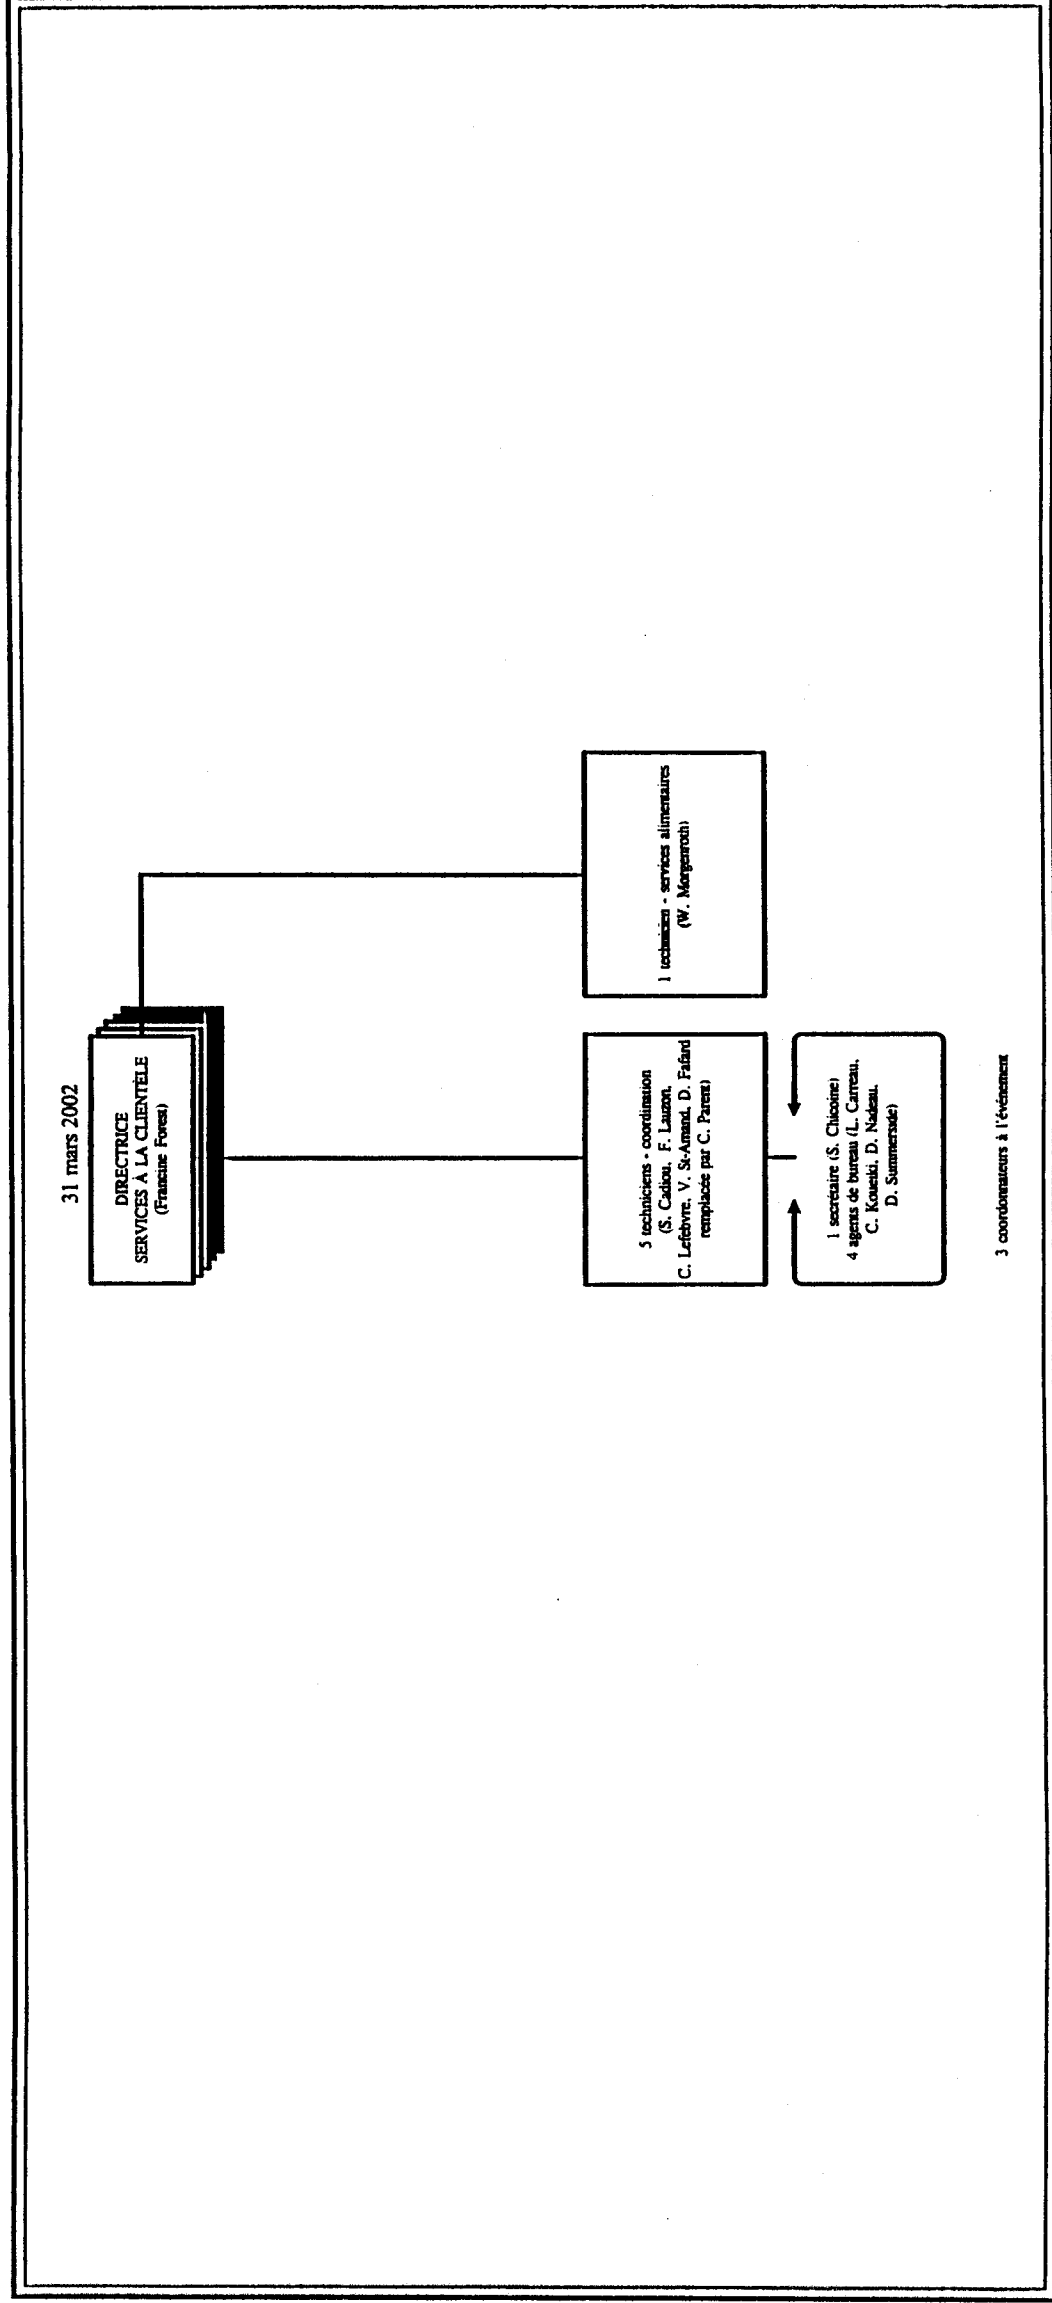 31 mars 2002
DIRECTRICE
SERVICES À LA CLIENTÈLE
(Francine Forest)
5 techniciens - coordination
(S. Cadiou, F. Lauzon,
C. Lefebvre, V. St-Amand, D. Fafard
remplacée par C. Parent)
1 technicien - services alimentaires
(W. Morgenroth)
1 secrétaire (S. Chicoine)
4 agents de bureau (L. Carreau,
C. Kouetki, D. Nadeau,
D. Summerside)
3 coordonnateurs à l'événement